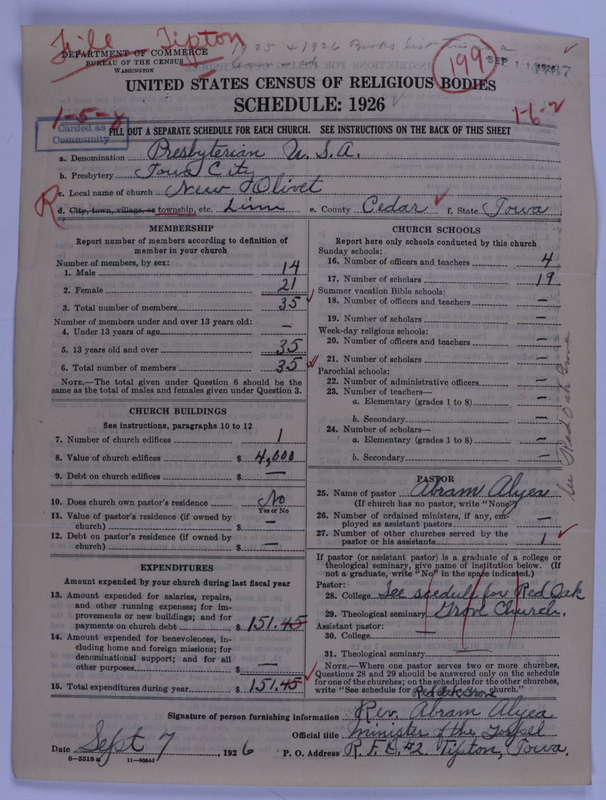 File Tipton
DEPARTMENT OF COMMERCE
BUREAU OF THE CENSUS
WASHINGTON
1925 & 1926 Books
199
SEP 11 1926
UNITED STATES CENSUS OF RELIGIOUS BODIES
SCHEDULE: 1926
1-5-x
1-6-2
Carded as
Community
FILL OUT A SEPARATE SCHEDULE FOR EACH CHURCH. SEE INSTRUCTIONS ON THE BACK OF THIS SHEET
a. Denomination Presbyterian U.S.A.
b. Presbytery Iowa City
c. Local name of church New Olivet
R
d. City, town, village, or township, etc. Linn e. County Cedar f. State Iowa
MEMBERSHIP
Report number of members according to definition of
member in your church
Number of members, by sex:
1. Male 14
2. Female 21
3. Total number of members 35
Number of members under and over 13 years old:
4. Under 13 years of age —
5. 13 years old and over 35
6. Total number of members 35
NOTE.—The total given under Question 6 should be the
same as the total of males and females given under Question 3.
CHURCH BUILDINGS
See instructions, paragraphs 10 to 12
7. Number of church edifices 1
8. Value of church edifices $ 4,000
9. Debt on church edifices $ —
10. Does church own pastor's residence No
Yes or No
11. Value of pastor's residence (if owned by
church) $ —
12. Debt on pastor's residence (if owned by
church) $ —
EXPENDITURES
Amount expended by your church during last fiscal year
13. Amount expended for salaries, repairs,
and other running expenses; for im-
provements or new buildings; and for
payments on church debt $ 151.45
14. Amount expended for benevolences, in-
cluding home and foreign missions; for
denominational support; and for all
other purposes $ —
15. Total expenditures during year $ 151.45
CHURCH SCHOOLS
Report here only schools conducted by this church
Sunday schools:
16. Number of officers and teachers 4
17. Number of scholars 19
Summer vacation Bible schools:
18. Number of officers and teachers —
19. Number of scholars —
Week-day religious schools:
20. Number of officers and teachers —
21. Number of scholars —
Parochial schools:
22. Number of administrative officers —
23. Number of teachers—
a. Elementary (grades 1 to 8) —
b. Secondary —
24. Number of scholars—
a. Elementary (grades 1 to 8) —
b. Secondary —
Red Oak Grove
PASTOR
25. Name of pastor Abram Alyea
(If church has no pastor, write "None")
26. Number of ordained ministers, if any, em-
ployed as assistant pastors —
27. Number of other churches served by the
pastor or his assistants 1
If pastor (or assistant pastor) is a graduate of a college or
theological seminary, give name of institution below. (If
not a graduate, write "No" in the space indicated.)
Pastor:
28. College See scedule for Red Oak
29. Theological seminary Grove Church.
Assistant pastor:
30. College —
31. Theological seminary —
NOTE.—Where one pastor serves two or more churches,
Questions 28 and 29 should be answered only on the schedule
for one of the churches; on the schedules for the other churches,
write "See schedule for Red Oak Grove church."
Signature of person furnishing information Rev. Abram Alyea
Official title Minister of the Gospel
Date Sept 7, 1926 P. O. Address R.F.D. #2. Tipton, Iowa.
8-5518a 11-9056d